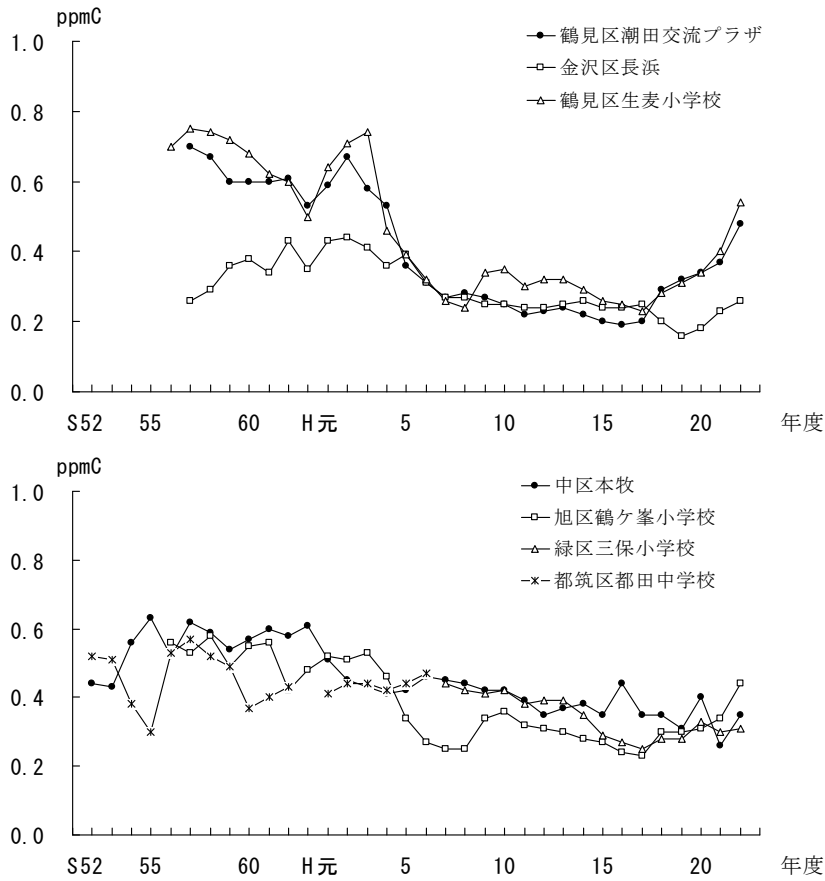 ppmC
1.0
0.8
0.6
0.4
0.2
0.0
鶴見区潮田交流プラザ
金沢区長浜
鶴見区生麦小学校
S52 55 60 H元 5 10 15 20 年度
ppmC
1.0
0.8
0.6
0.4
0.2
0.0
中区本牧
旭区鶴ケ峯小学校
緑区三保小学校
都筑区都田中学校
S52 55 60 H元 5 10 15 20 年度